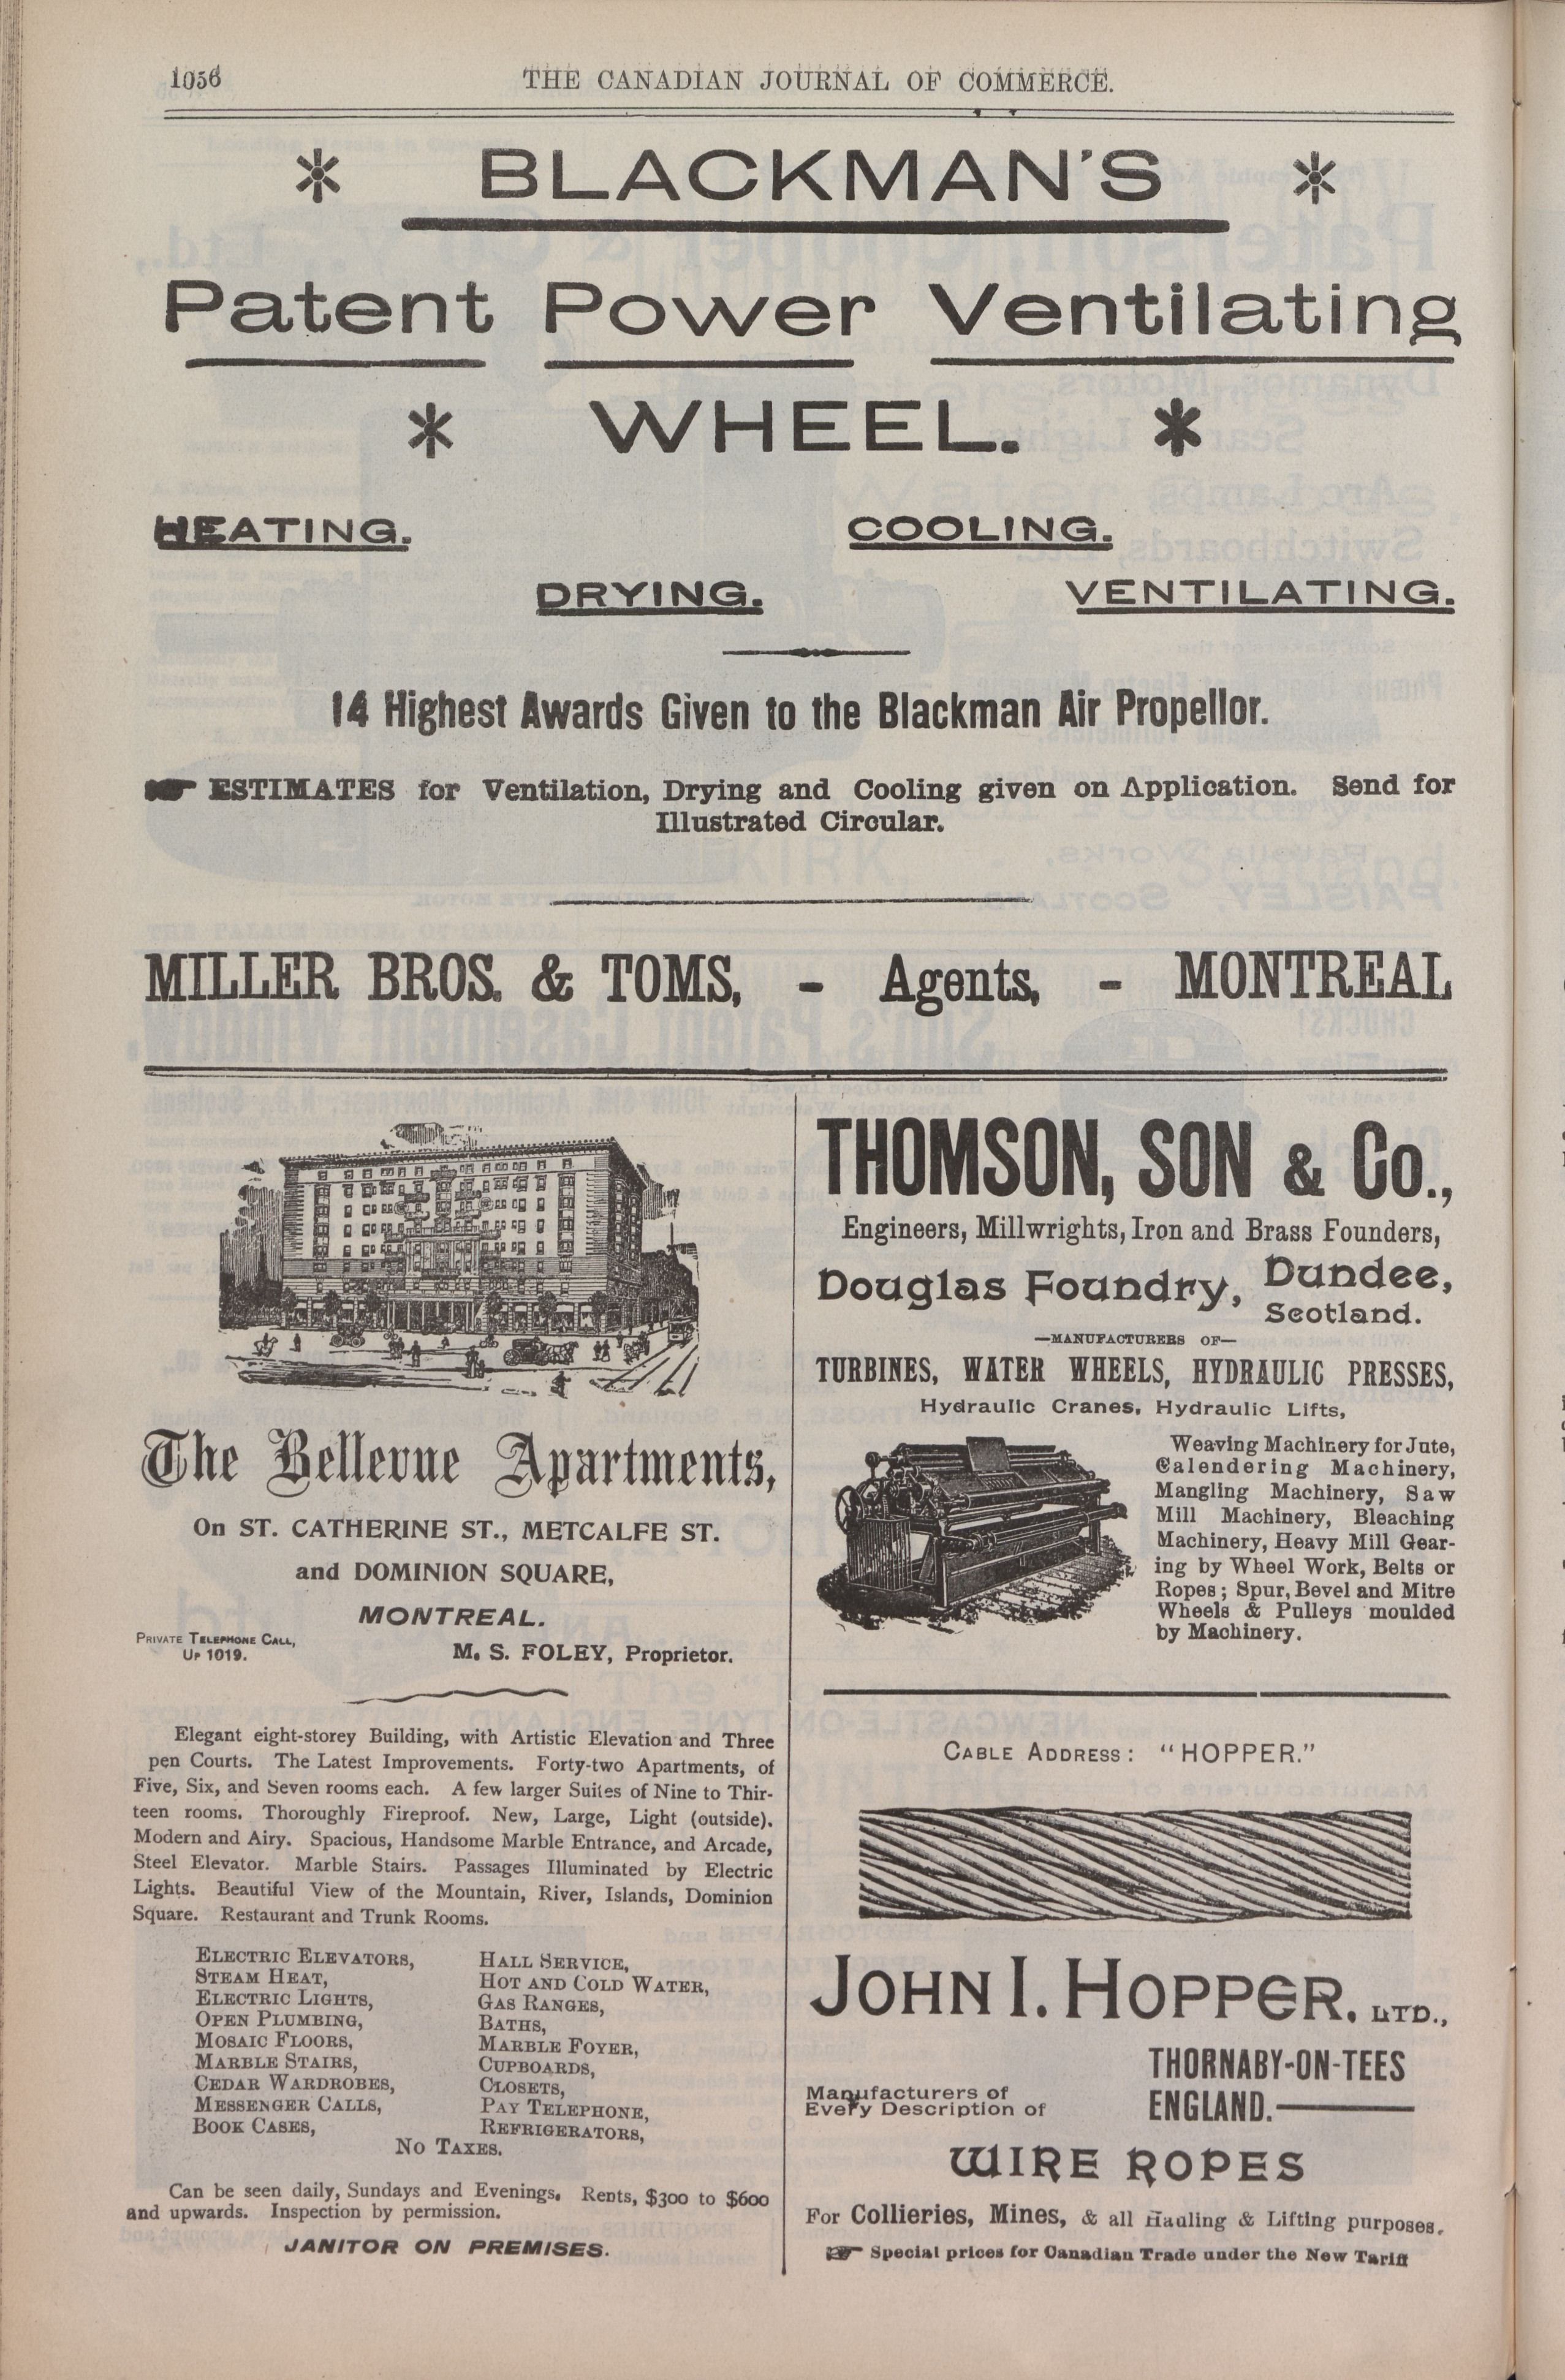 1056
THE CANADIAN JOURNAL OF COMMERCE.
BLACKMAN'S
Patent Power Ventilating
WHEEL.
HEATING.
COOLING.
DRYING.
VENTILATING.
14 Highest Awards Given to the Blackman Air Propellor.
ESTIMATES for Ventilation, Drying and Cooling given on Application. Send for
Illustrated Circular.
MILLER BROS. & TOMS, - Agents, - MONTREAL
The Bellevue Apartments,
On ST. CATHERINE ST., METCALFE ST.
and DOMINION SQUARE,
MONTREAL.
PRIVATE TELEPHONE CALL,
UP 1019.
M. S. FOLEY, Proprietor.
Elegant eight-storey Building, with Artistic Elevation and Three
pen Courts. The Latest Improvements. Forty-two Apartments, of
Five, Six, and Seven rooms each. A few larger Suites of Nine to Thir-
teen rooms. Thoroughly Fireproof. New, Large, Light (outside).
Modern and Airy. Spacious, Handsome Marble Entrance, and Arcade,
Steel Elevator. Marble Stairs. Passages Illuminated by Electric
Lights. Beautiful View of the Mountain, River, Islands, Dominion
Square. Restaurant and Trunk Rooms.
ELECTRIC ELEVATORS,
STEAM HEAT,
ELECTRIC LIGHTS,
OPEN PLUMBING,
MOSAIC FLOORS,
MARBLE STAIRS,
CEDAR WARDROBES,
MESSENGER CALLS,
BOOK CASES,
HALL SERVICE,
HOT AND COLD WATER,
GAS RANGES,
BATHS,
MARBLE FOYER,
CUPBOARDS,
CLOSETS,
PAY TELEPHONE,
REFRIGERATORS,
NO TAXES.
Can be seen daily, Sundays and Evenings. Rents, $300 to $600
and upwards. Inspection by permission.
JANITOR ON PREMISES.
THOMSON, SON & Co.,
Engineers, Millwrights, Iron and Brass Founders,
Douglas Foundry, Dundee,
Scotland.
—MANUFACTURERS OF—
TURBINES, WATER WHEELS, HYDRAULIC PRESSES,
Hydraulic Cranes, Hydraulic Lifts,
Weaving Machinery for Jute,
Calendering Machinery,
Mangling Machinery, Saw
Mill Machinery, Bleaching
Machinery, Heavy Mill Gear-
ing by Wheel Work, Belts or
Ropes; Spur, Bevel and Mitre
Wheels & Pulleys moulded
by Machinery.
CABLE ADDRESS: "HOPPER."
JOHN I. HOPPER, LTD.,
THORNABY-ON-TEES
ENGLAND.
Manufacturers of
Every Description of
WIRE ROPES
For Collieries, Mines, & all Hauling & Lifting purposes.
Special prices for Canadian Trade under the New Tariff